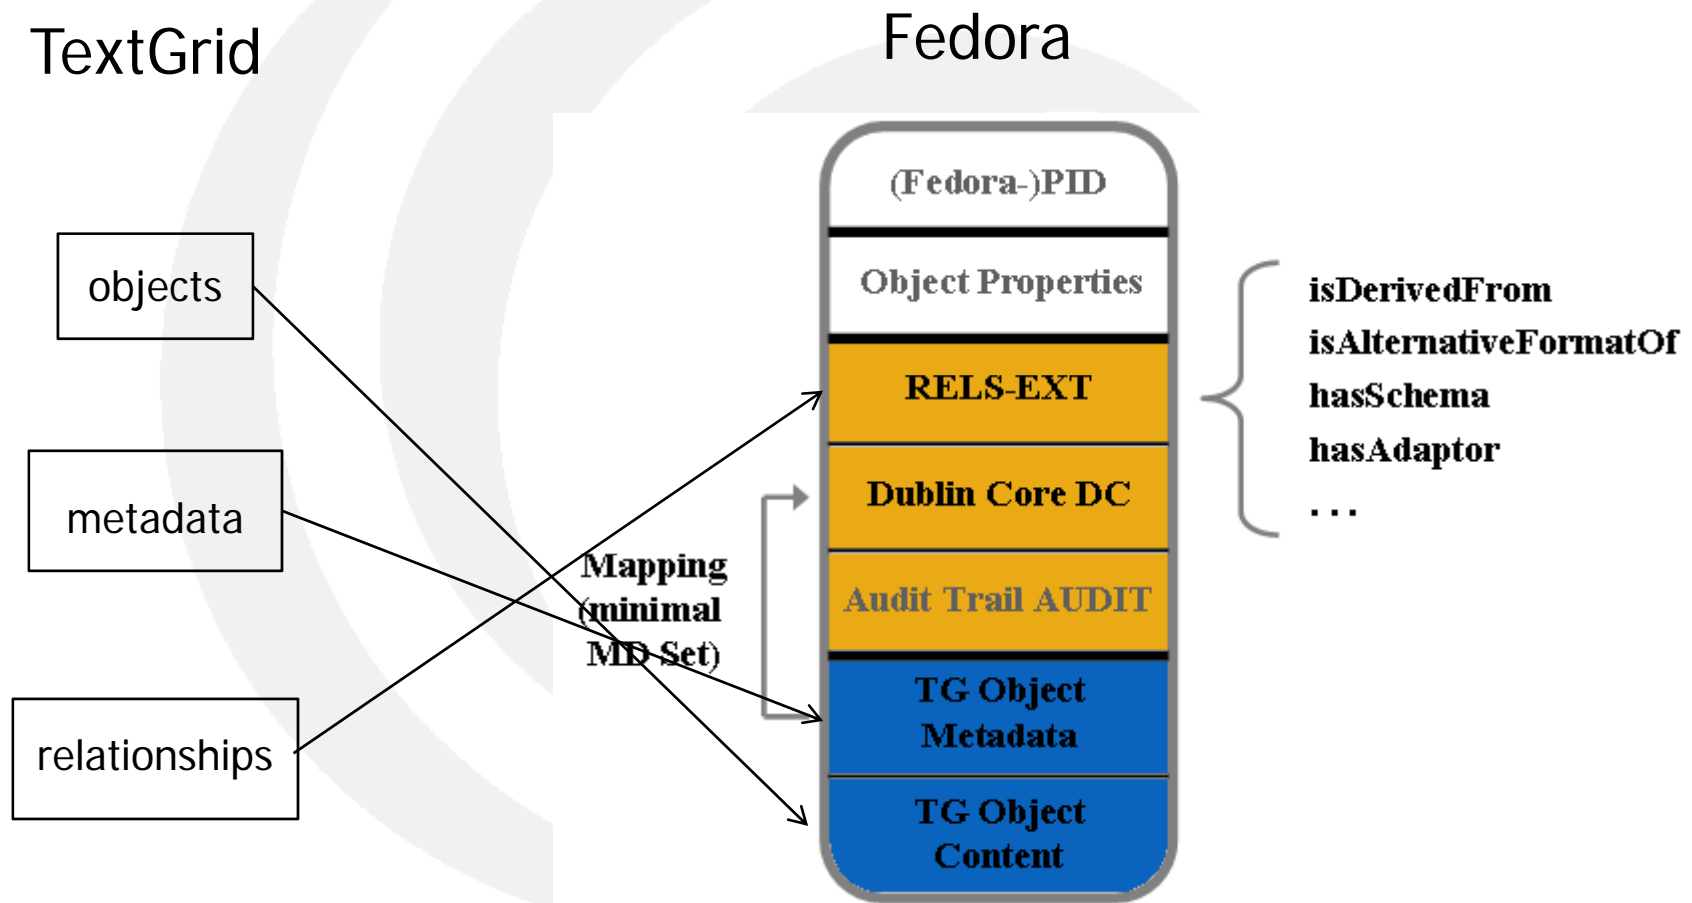 TextGrid
Fedora
objects
metadata
relationships
Mapping
(minimal
MD Set)
(Fedora-)PID
Object Properties
RELS-EXT
Dublin Core DC
Audit Trail AUDIT
TG Object
Metadata
TG Object
Content
isDerivedFrom
isAlternativeFormatOf
hasSchema
hasAdaptor
...